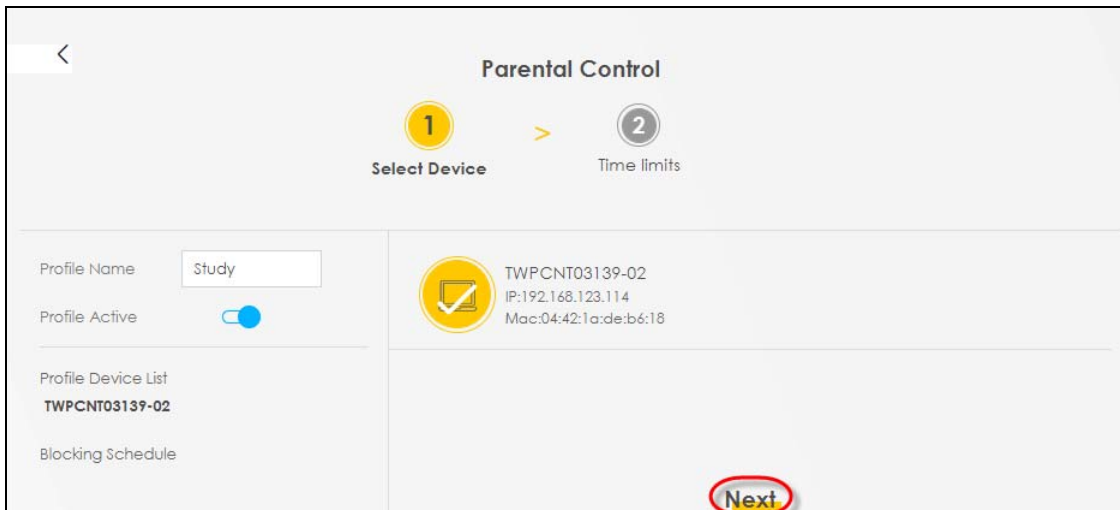 Parental Control
1
>
2
Select Device
Time limits
Profile Name
Study
Profile Active
Profile Device List
TWPCNT03139-02
Blocking Schedule
TWPCNT03139-02
IP:192.168.123.114
Mac:04:42:1a:de:b6:18
Next